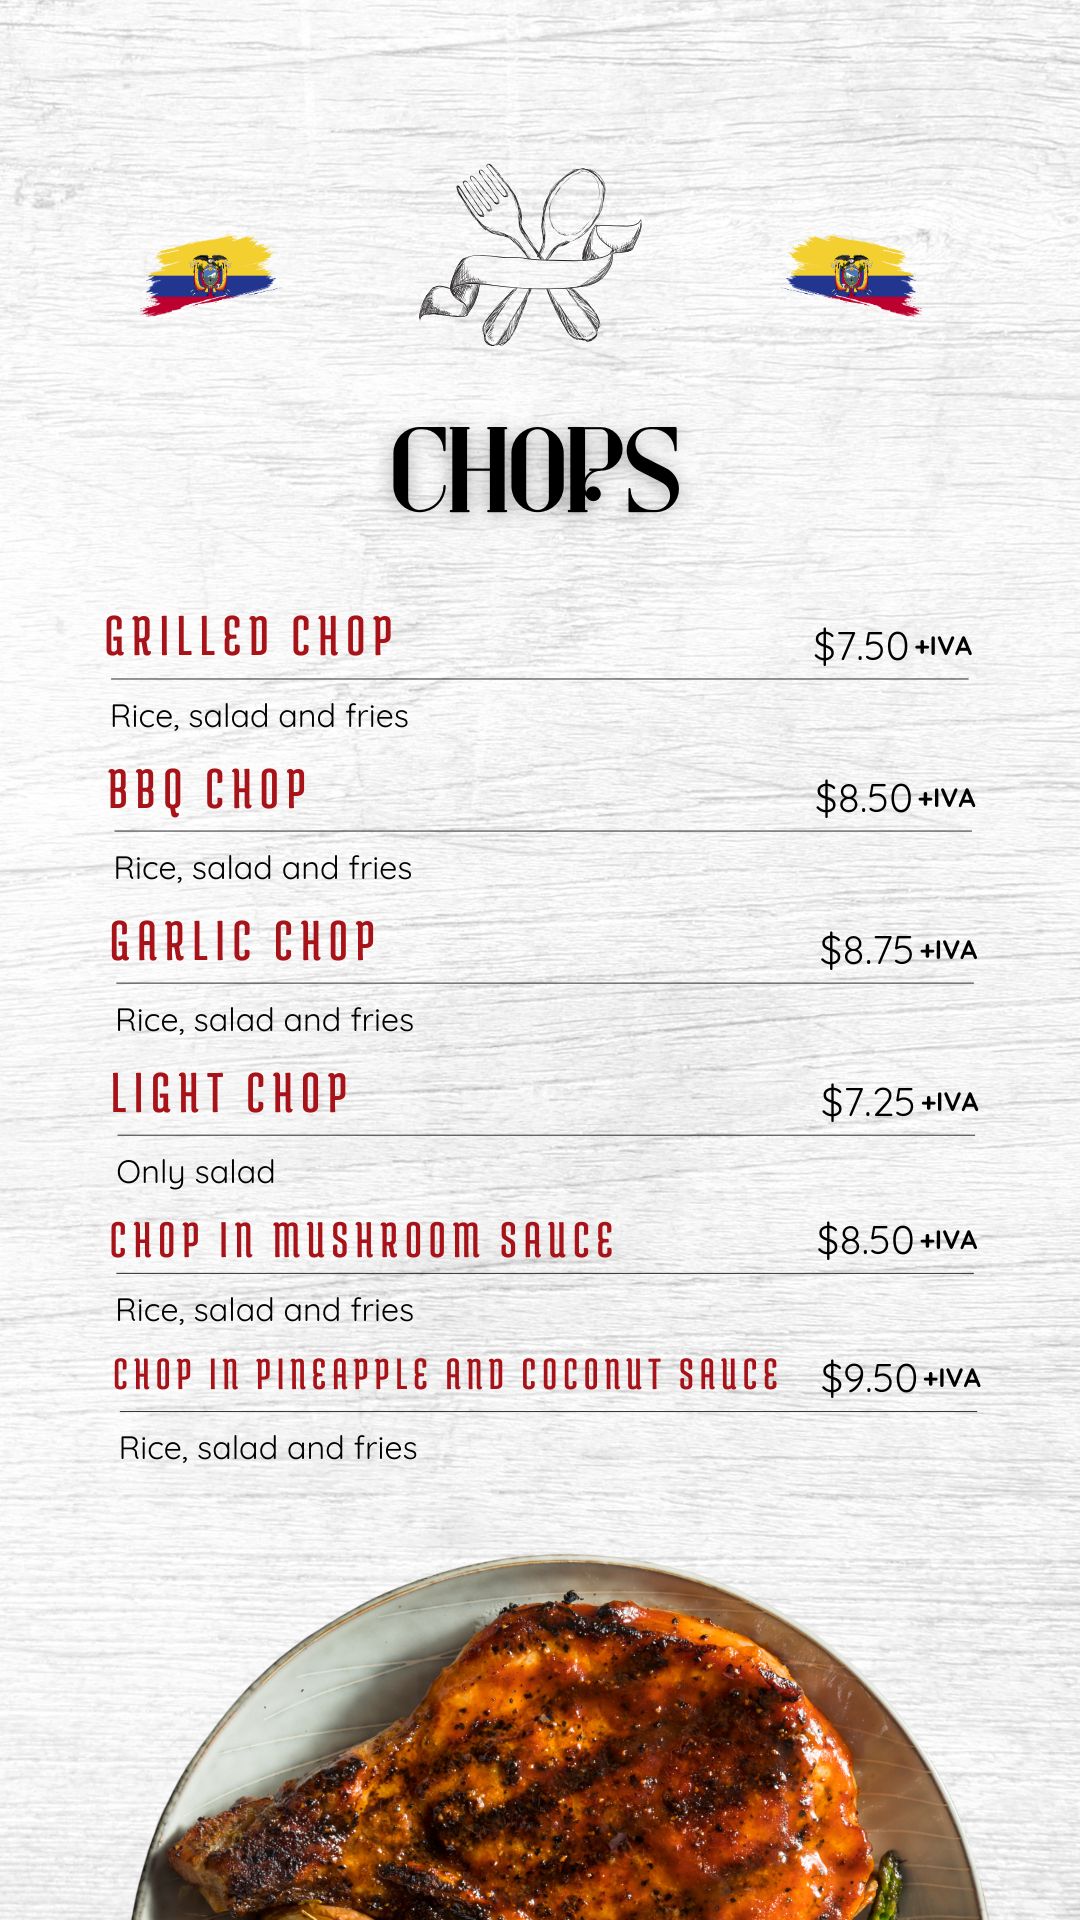 CHOPS
GRILLED CHOP $7.50 +IVA
Rice, salad and fries
BBQ CHOP $8.50 +IVA
Rice, salad and fries
GARLIC CHOP $8.75 +IVA
Rice, salad and fries
LIGHT CHOP $7.25 +IVA
Only salad
CHOP IN MUSHROOM SAUCE $8.50 +IVA
Rice, salad and fries
CHOP IN PINEAPPLE AND COCONUT SAUCE $9.50 +IVA
Rice, salad and fries